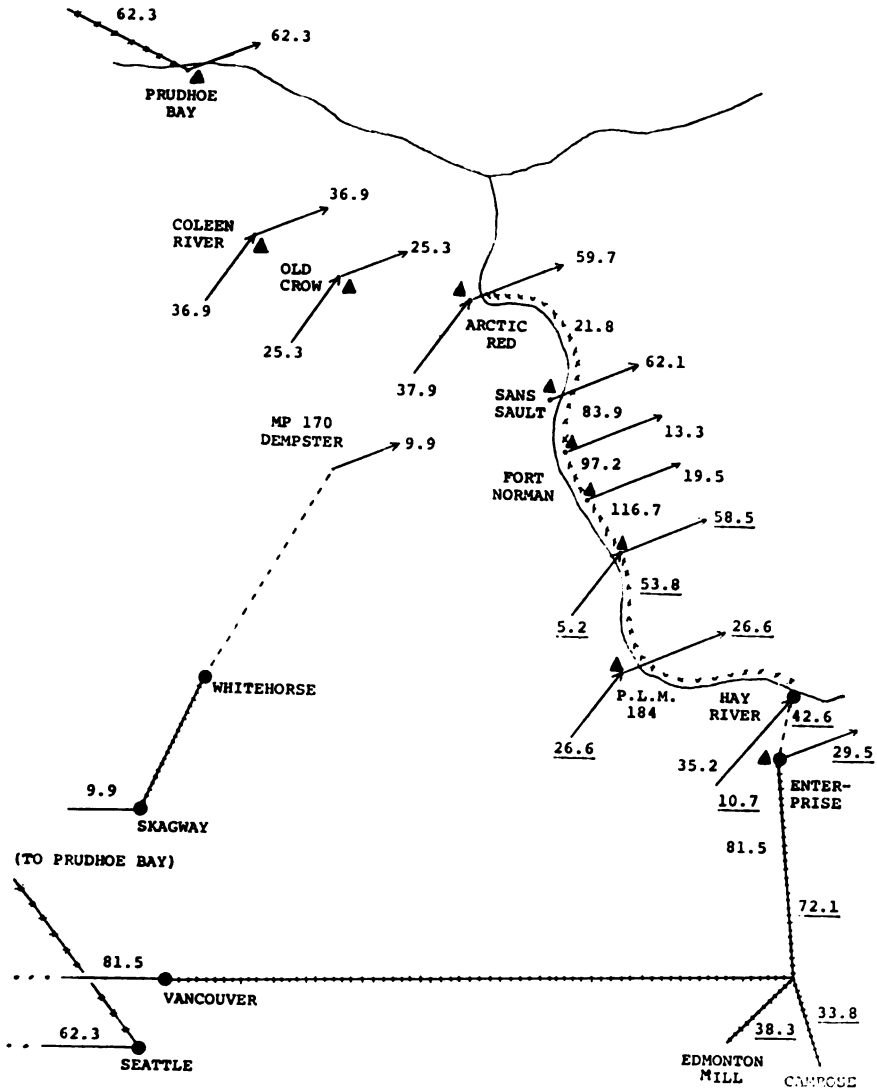 62.3
62.3
PRUDHOE
BAY
36.9
COLEEN
RIVER
25.3
OLD
CROW
59.7
36.9
ARCTIC
RED
21.8
25.3
62.1
37.9
SANS
SAULT
83.9
MP 170
DEMPSTER
13.3
9.9
97.2
FORT
NORMAN
19.5
116.7
58.5
53.8
5.2
26.6
WHITEHORSE
P.L.M.
184
HAY
RIVER
42.6
26.6
29.5
35.2
9.9
10.7
ENTER-
PRISE
SKAGWAY
81.5
(TO PRUDHOE BAY)
72.1
81.5
VANCOUVER
33.8
62.3
38.3
SEATTLE
EDMONTON
MILL
CAMROSE